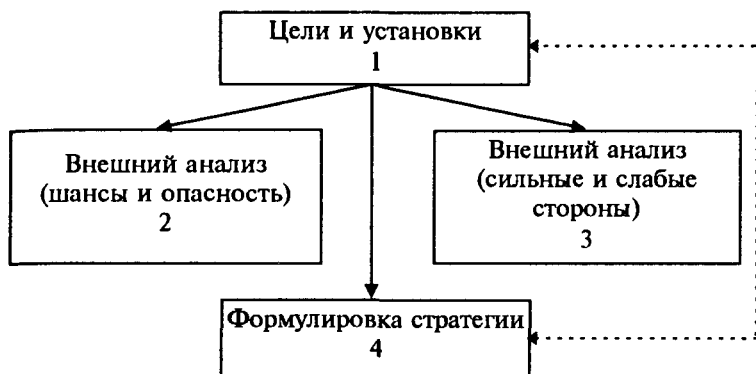 Цели и установки
1
Внешний анализ
(шансы и опасность)
2
Внешний анализ
(сильные и слабые
стороны)
3
Формулировка стратегии
4